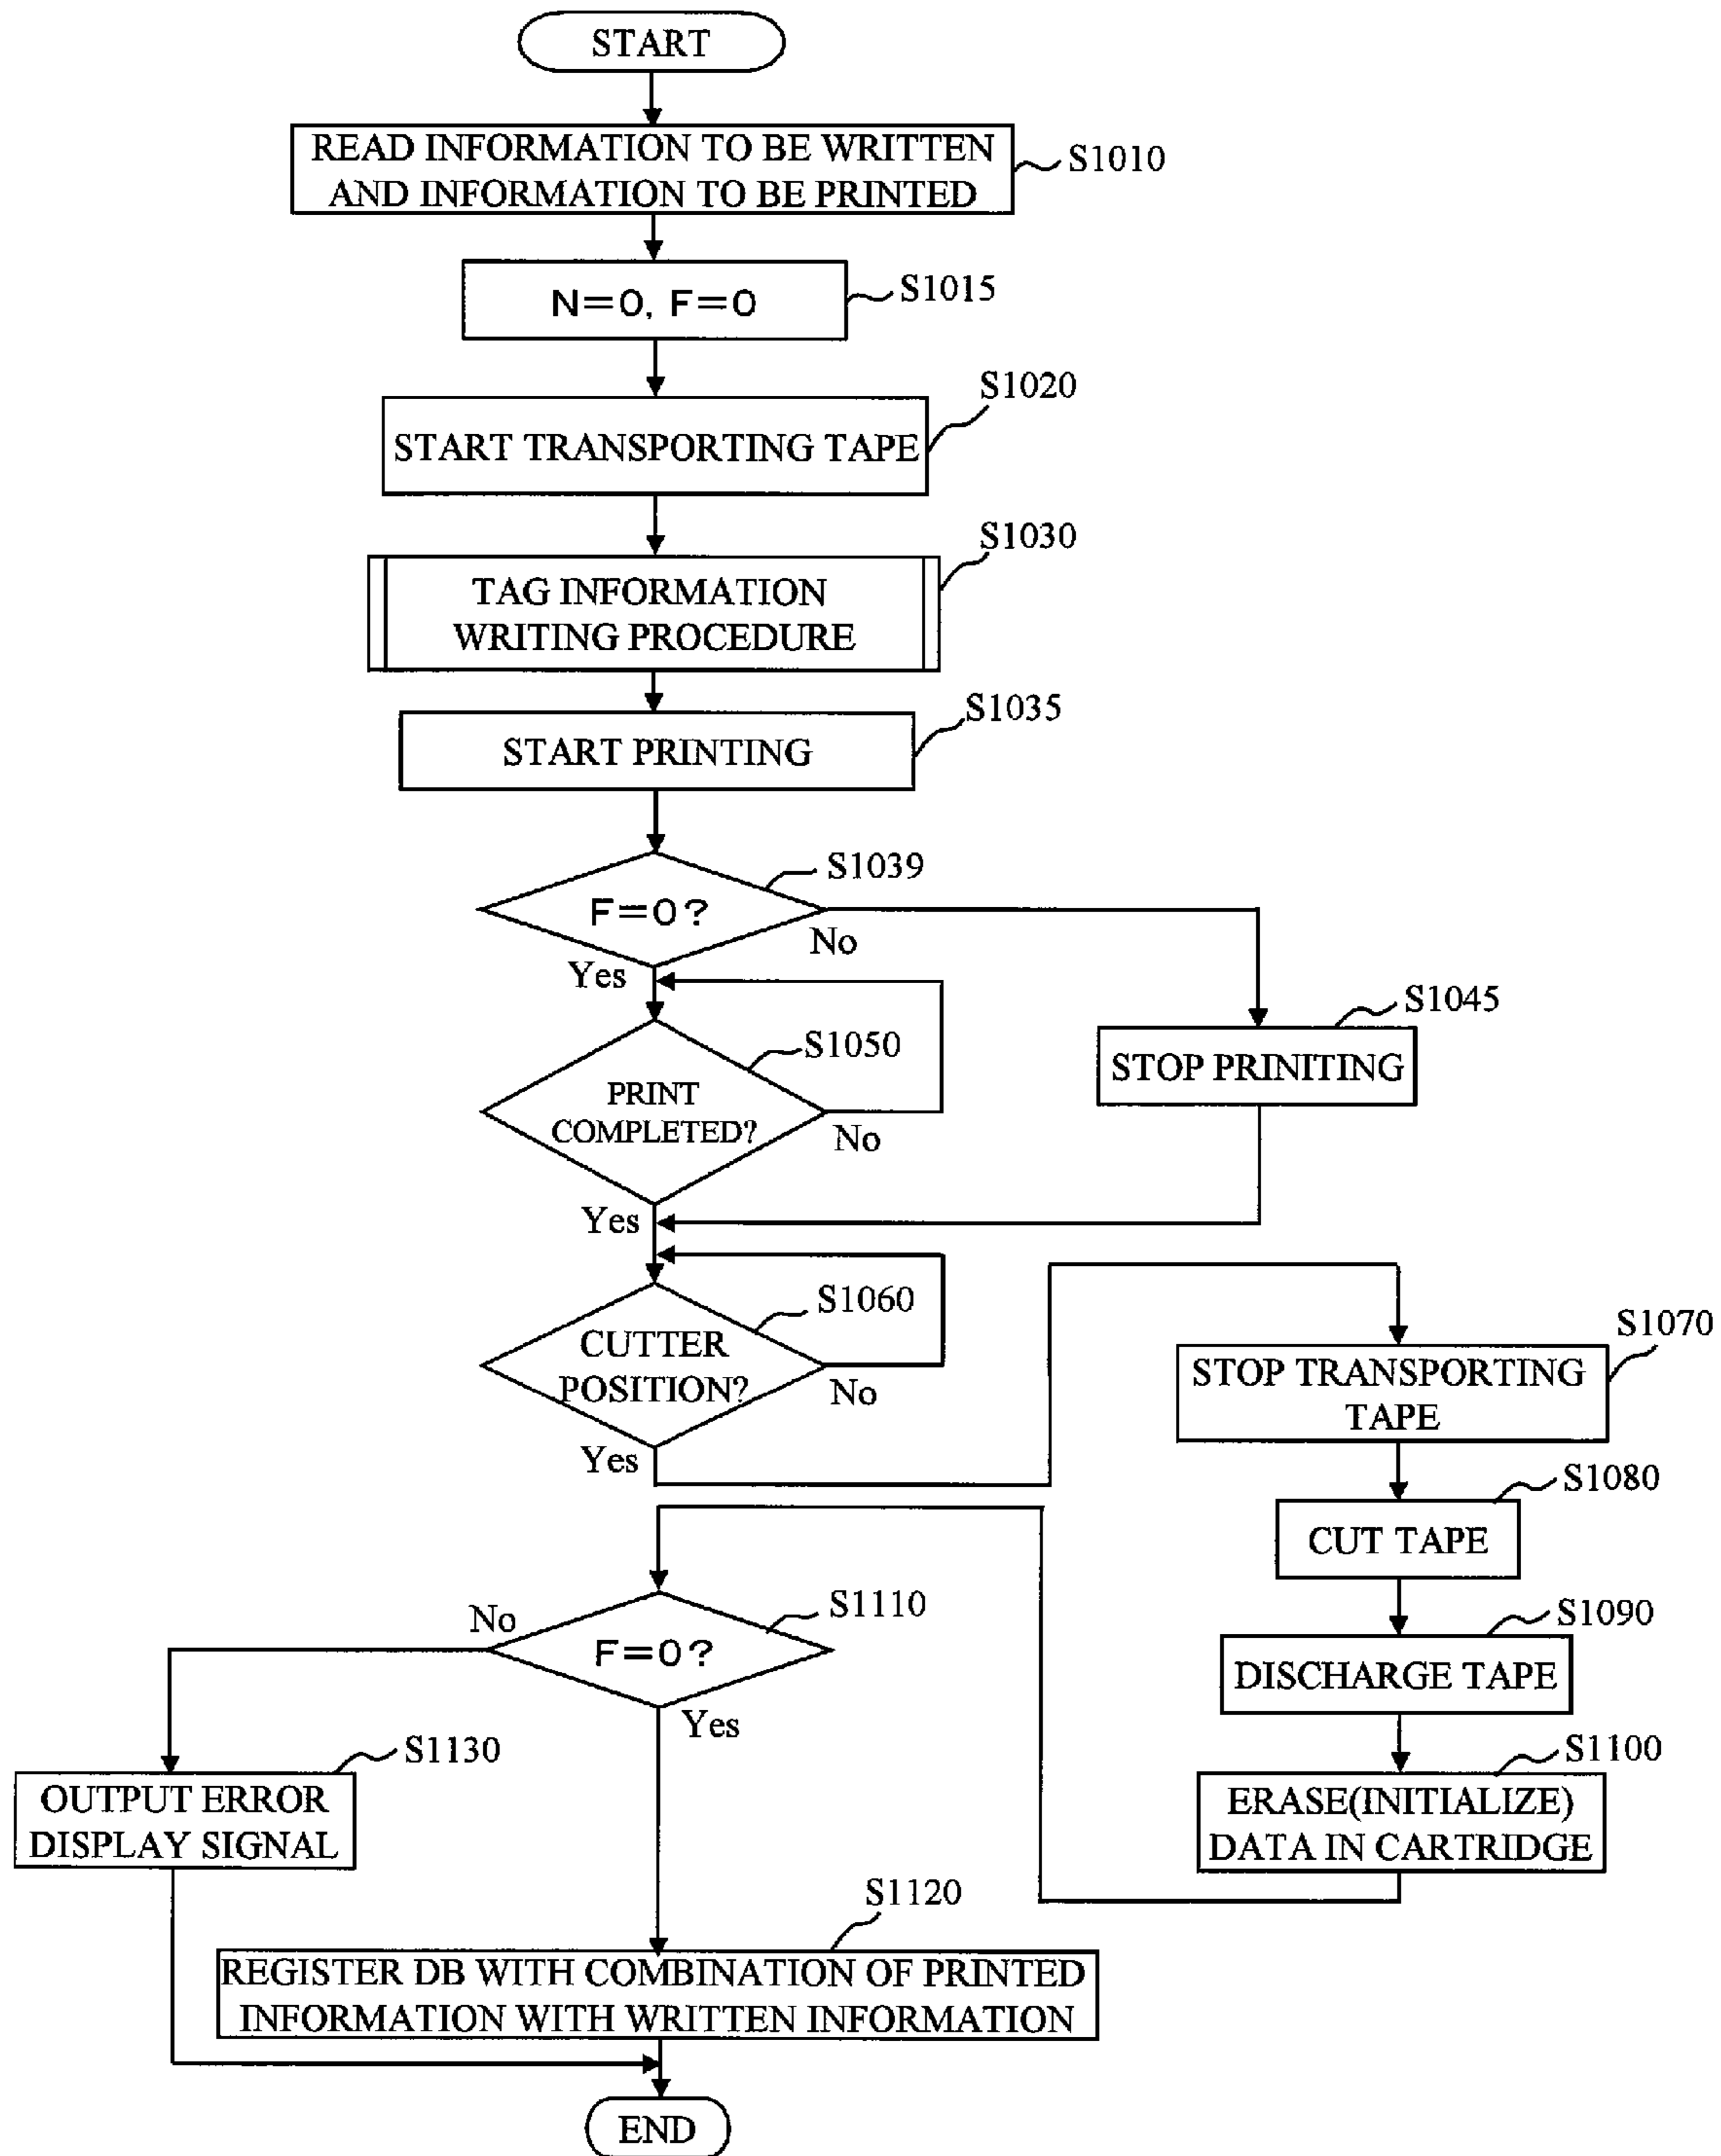 START
READ INFORMATION TO BE WRITTEN
AND INFORMATION TO BE PRINTED
S1010
N=0, F=0
S1015
S1020
START TRANSPORTING TAPE
S1030
TAG INFORMATION
WRITING PROCEDURE
S1035
START PRINTING
S1039
F=0?
No
Yes
S1045
STOP PRINITING
S1050
PRINT
COMPLETED?
No
Yes
S1060
CUTTER
POSITION?
No
Yes
S1070
STOP TRANSPORTING
TAPE
S1080
CUT TAPE
S1090
DISCHARGE TAPE
S1100
ERASE(INITIALIZE)
DATA IN CARTRIDGE
S1110
F=0?
No
Yes
S1130
OUTPUT ERROR
DISPLAY SIGNAL
S1120
REGISTER DB WITH COMBINATION OF PRINTED
INFORMATION WITH WRITTEN INFORMATION
END